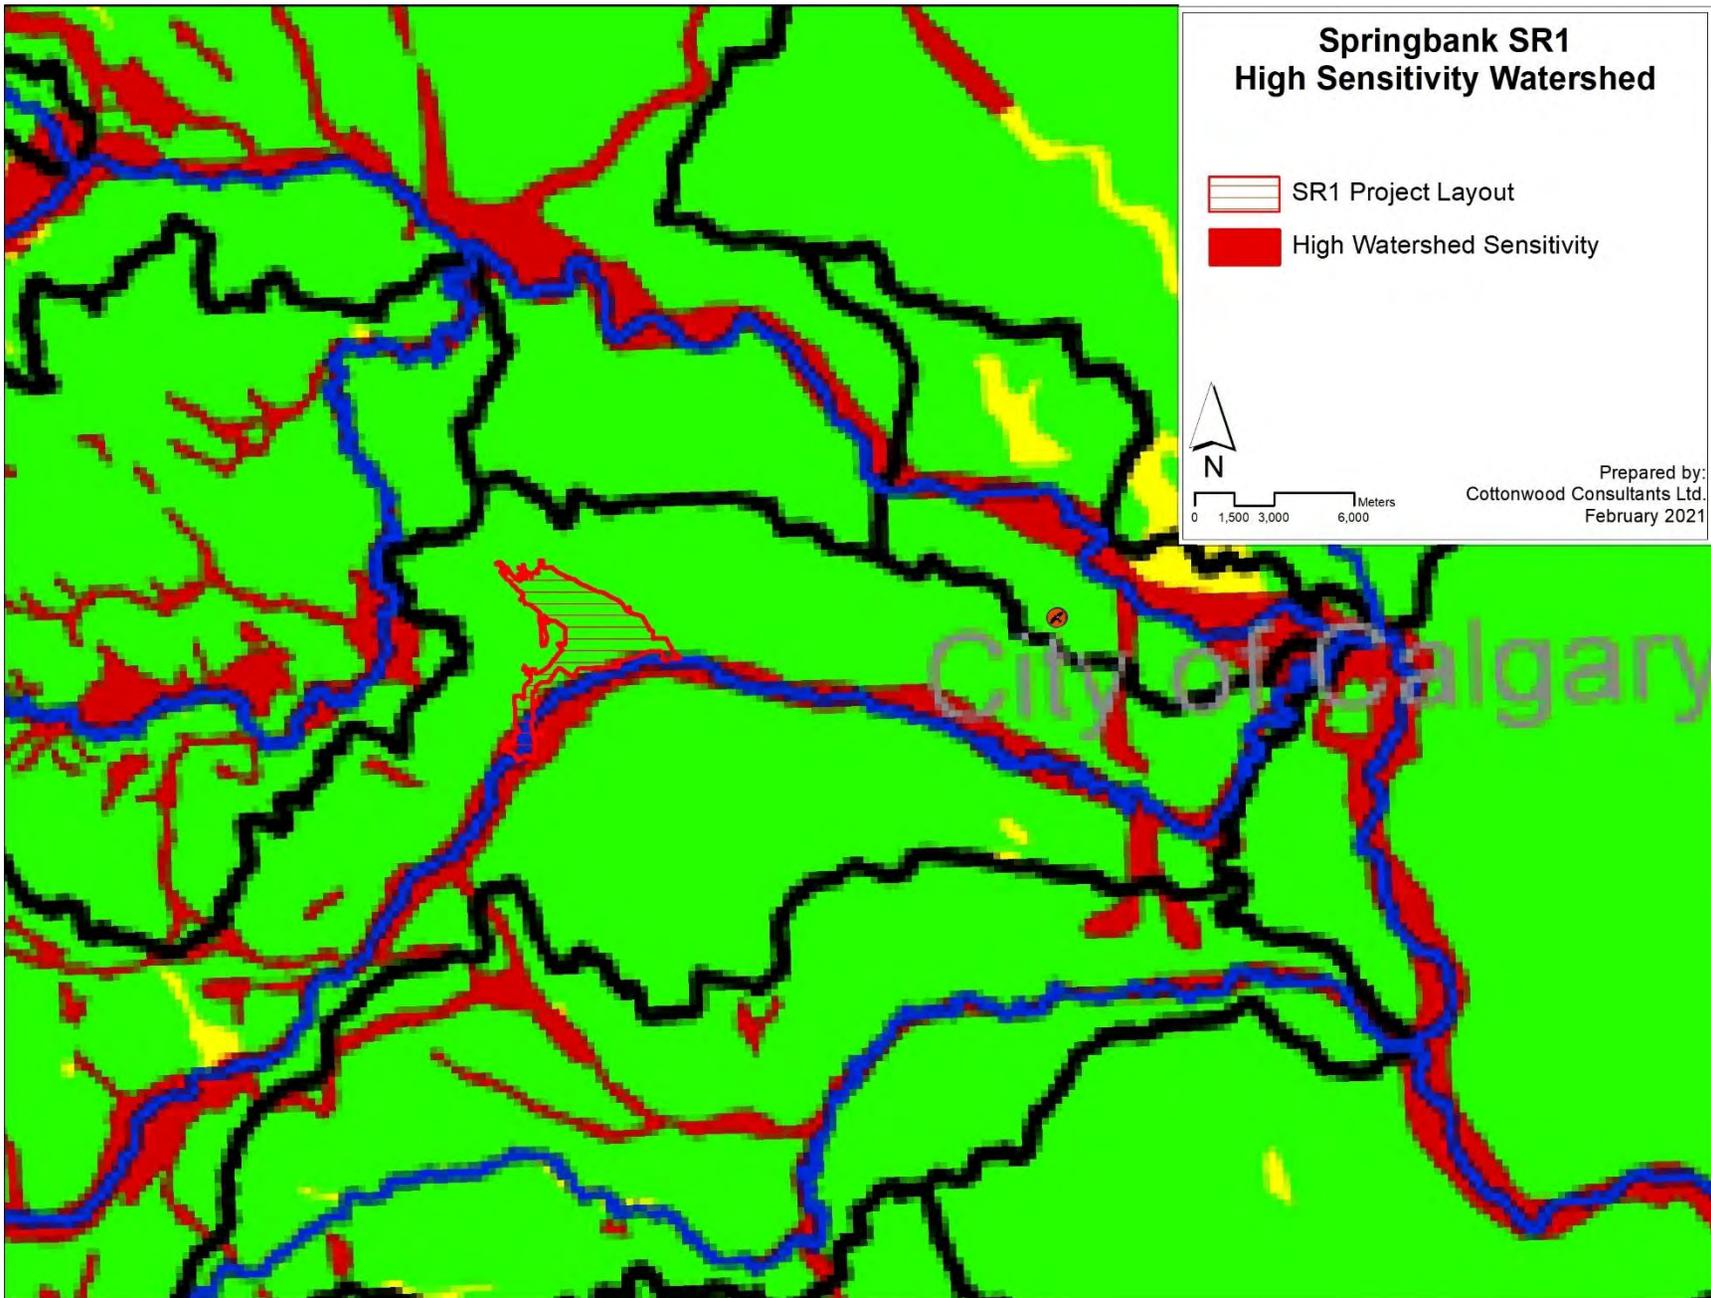 Springbank SR1
High Sensitivity Watershed
SR1 Project Layout
High Watershed Sensitivity
N
Prepared by:
Cottonwood Consultants Ltd.
February 2021
Meters
0 1,500 3,000 6,000
City of Calgary